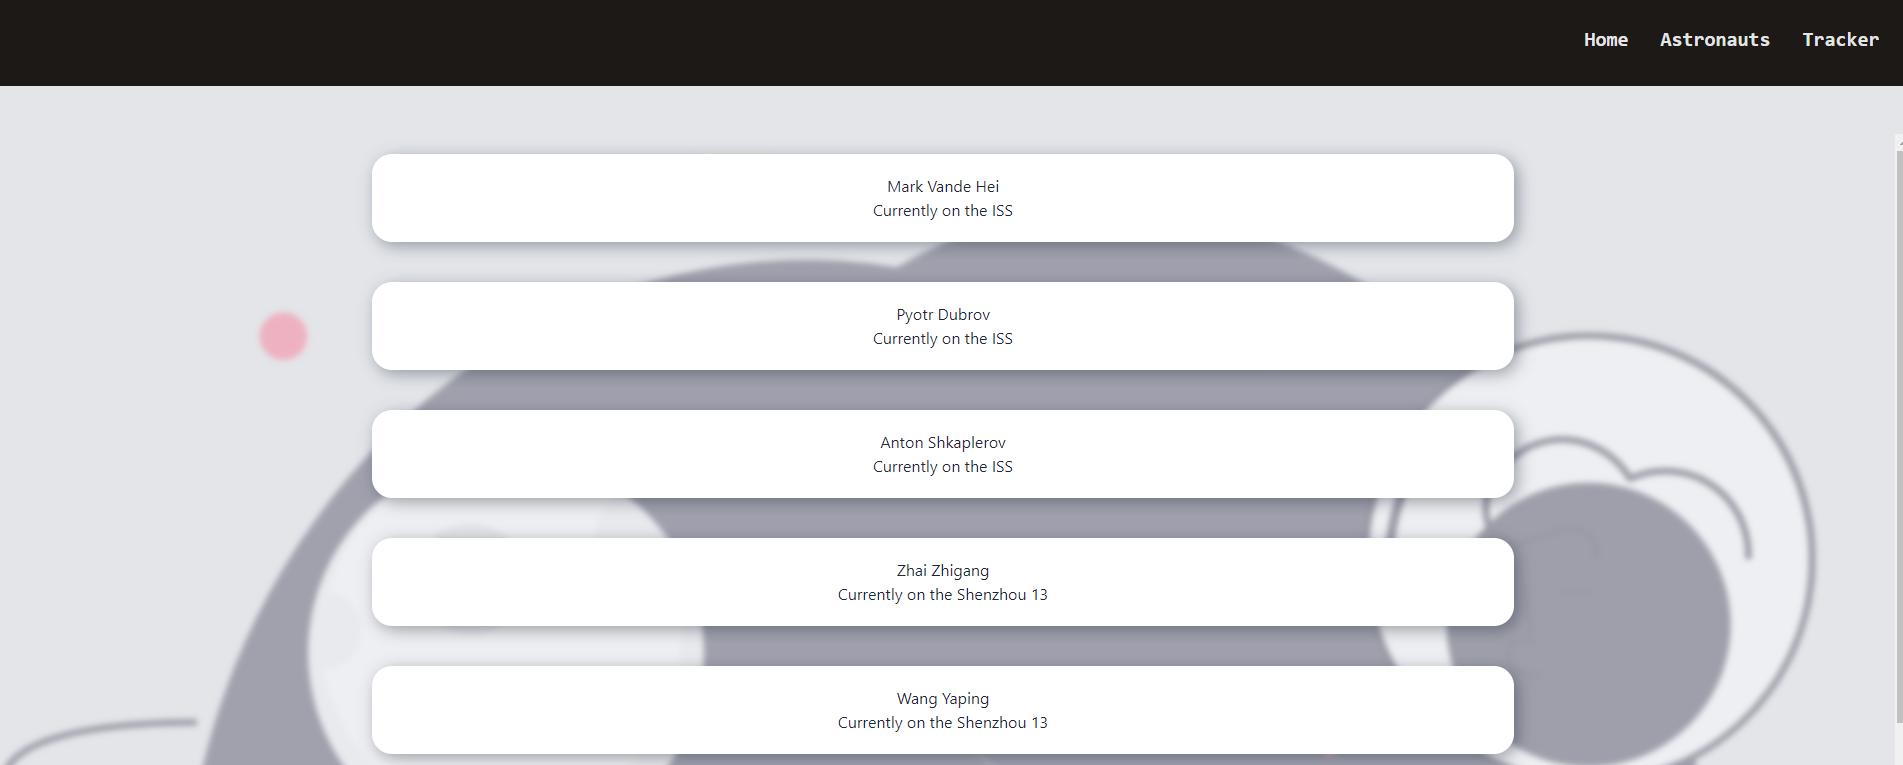 Home Astronauts Tracker
Mark Vande Hei
Currently on the ISS
Pyotr Dubrov
Currently on the ISS
Anton Shkaplerov
Currently on the ISS
Zhai Zhigang
Currently on the Shenzhou 13
Wang Yaping
Currently on the Shenzhou 13